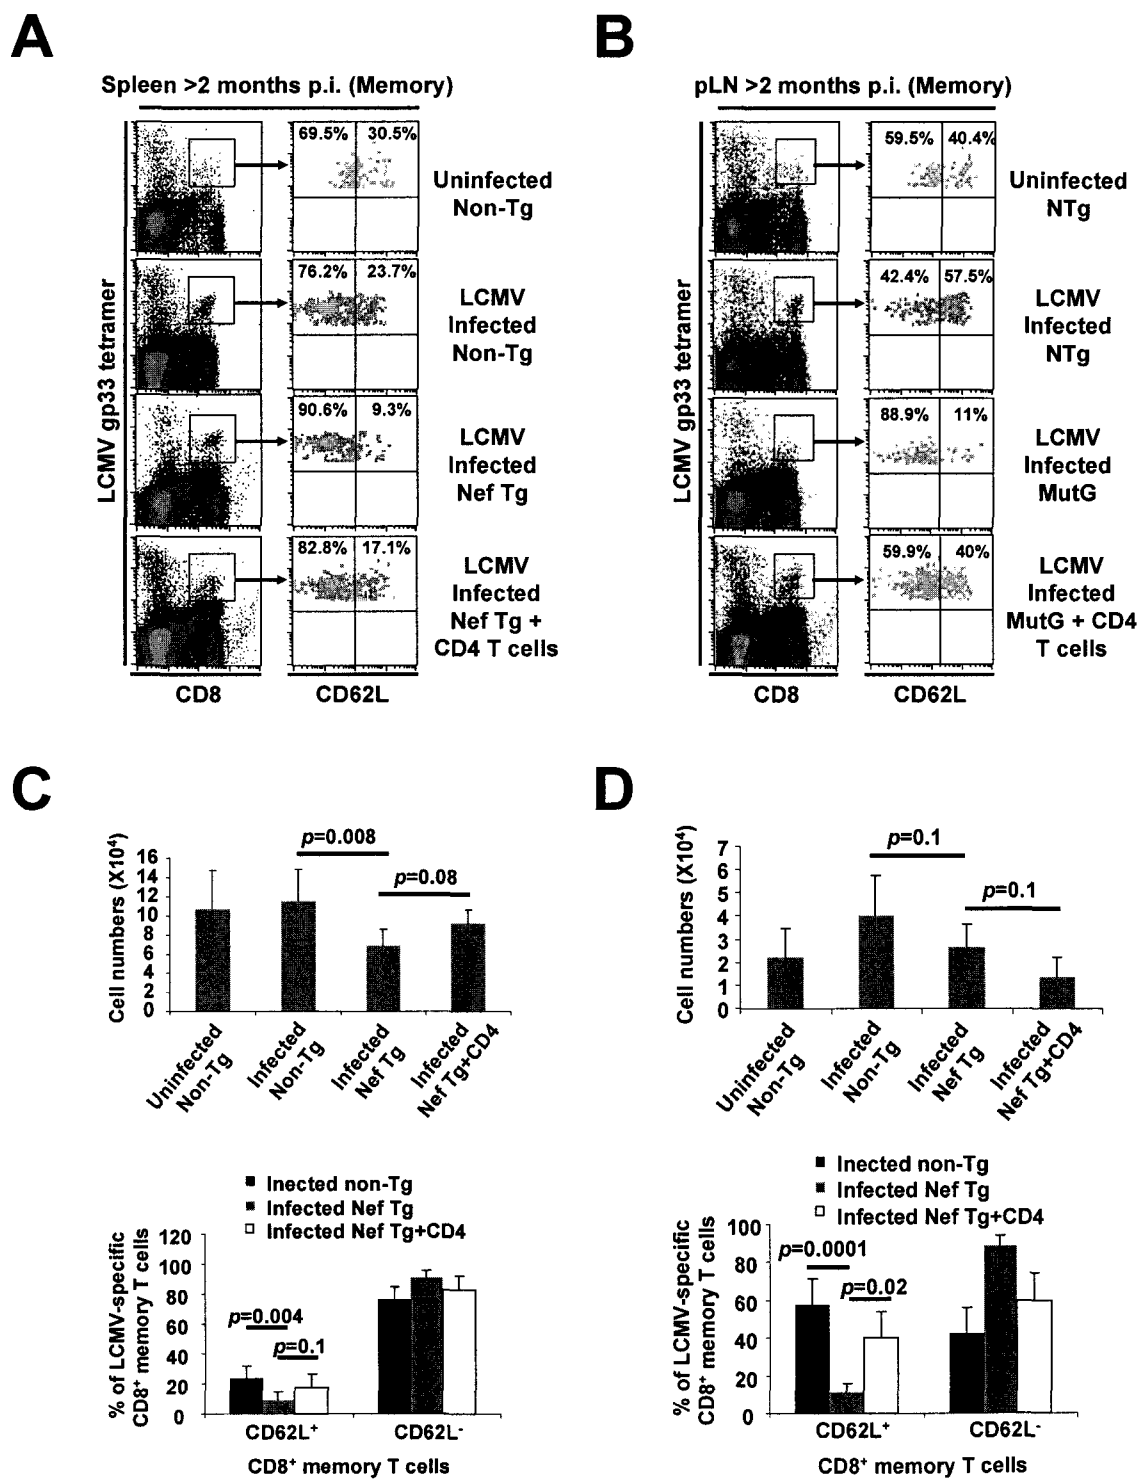 A
Spleen >2 months p.i. (Memory)
LCMV gp33 tetramer
69.5% 30.5%
Uninfected
Non-Tg
76.2% 23.7%
LCMV
Infected
Non-Tg
90.6% 9.3%
LCMV
Infected
Nef Tg
82.8% 17.1%
LCMV
Infected
Nef Tg +
CD4 T cells
CD8
CD62L
B
pLN >2 months p.i. (Memory)
LCMV gp33 tetramer
59.5% 40.4%
Uninfected
NTg
42.4% 57.5%
LCMV
Infected
NTg
88.9% 11%
LCMV
Infected
MutG
59.9% 40%
LCMV
Infected
MutG + CD4
T cells
CD8
CD62L
C
Cell numbers (X10⁴)
16
14
12
10
8
6
4
2
0
p=0.008
p=0.08
Uninfected
Non-Tg
Infected
Non-Tg
Infected
Nef Tg
Infected
Nef Tg+CD4
Inected non-Tg
Infected Nef Tg
Infected Nef Tg+CD4
% of LCMV-specific
CD8⁺ memory T cells
120
100
80
60
40
20
0
p=0.004
p=0.1
CD62L⁺
CD62L⁻
CD8⁺ memory T cells
D
Cell numbers (X10⁴)
7
6
5
4
3
2
1
0
p=0.1
p=0.1
Uninfected
Non-Tg
Infected
Non-Tg
Infected
Nef Tg
Infected
Nef Tg+CD4
Inected non-Tg
Infected Nef Tg
Infected Nef Tg+CD4
% of LCMV-specific
CD8⁺ memory T cells
100
80
60
40
20
0
p=0.0001
p=0.02
CD62L⁺
CD62L⁻
CD8⁺ memory T cells